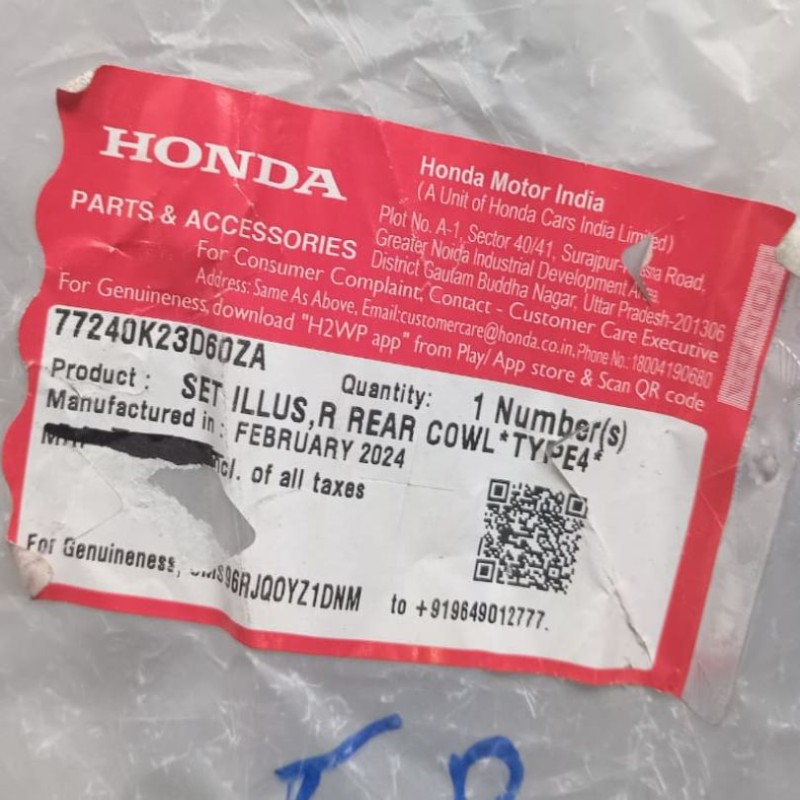 HONDA
PARTS & ACCESSORIES
Honda Motor India
(A Unit of Honda Cars India Limited)
Plot No. A-1, Sector 40/41, Surajpur- Road,
Greater Noida Industrial Development
District Gautam Buddha Nagar, Uttar Pradesh-201306
For Consumer Complaint, Contact - Customer Care Executive
Address: Same As Above, Email:customercare@honda.co.in, Phone No.: 18004190680
For Genuineness, download "H2WP app" from Play/ App store & Scan QR code
HONDA
77240K23D60ZA
Quantity: 1 Number(s)
Product : SET ILLUS,R REAR COWL*TYPE4*
Manufactured in : FEBRUARY 2024
incl. of all taxes
For Genuineness, SMS96RJQ0YZ1DNM to +919649012777.